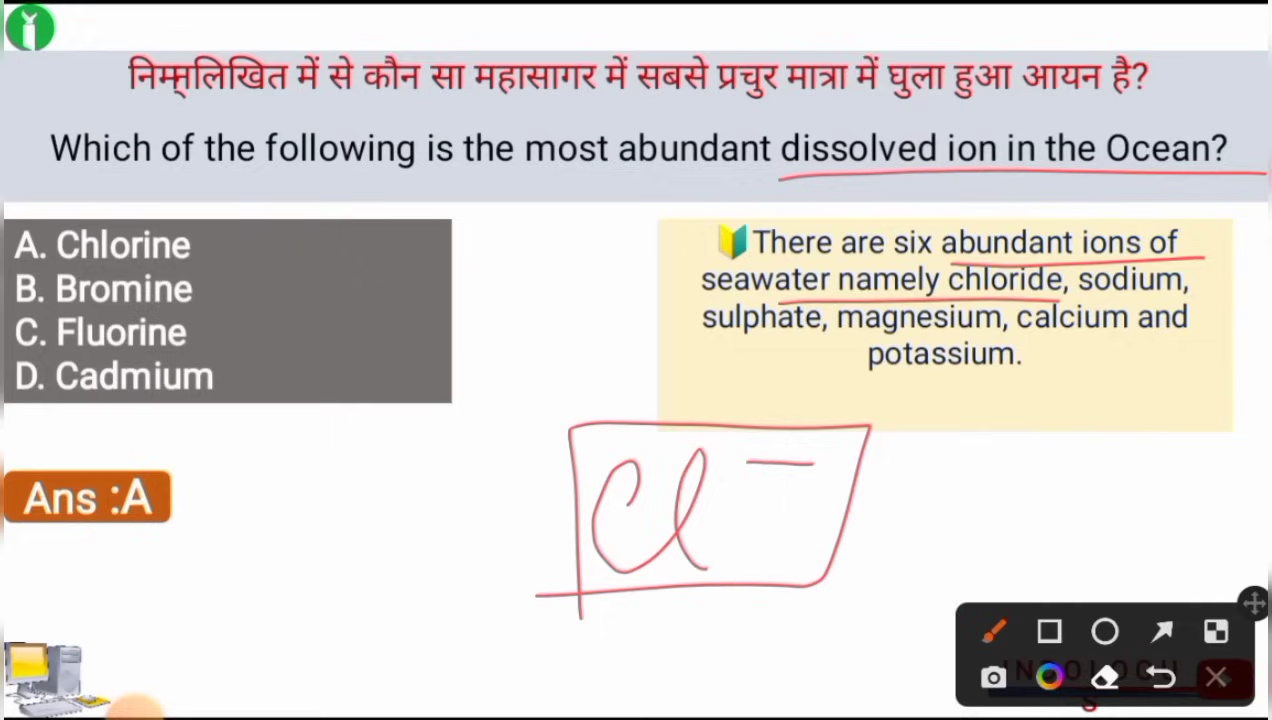 निम्नलिखित में से कौन सा महासागर में सबसे प्रचुर मात्रा में घुला हुआ आयन है?
Which of the following is the most abundant dissolved ion in the Ocean?
A. Chlorine
B. Bromine
C. Fluorine
D. Cadmium
There are six abundant ions of
seawater namely chloride, sodium,
sulphate, magnesium, calcium and
potassium.
Cl⁻
Ans :A